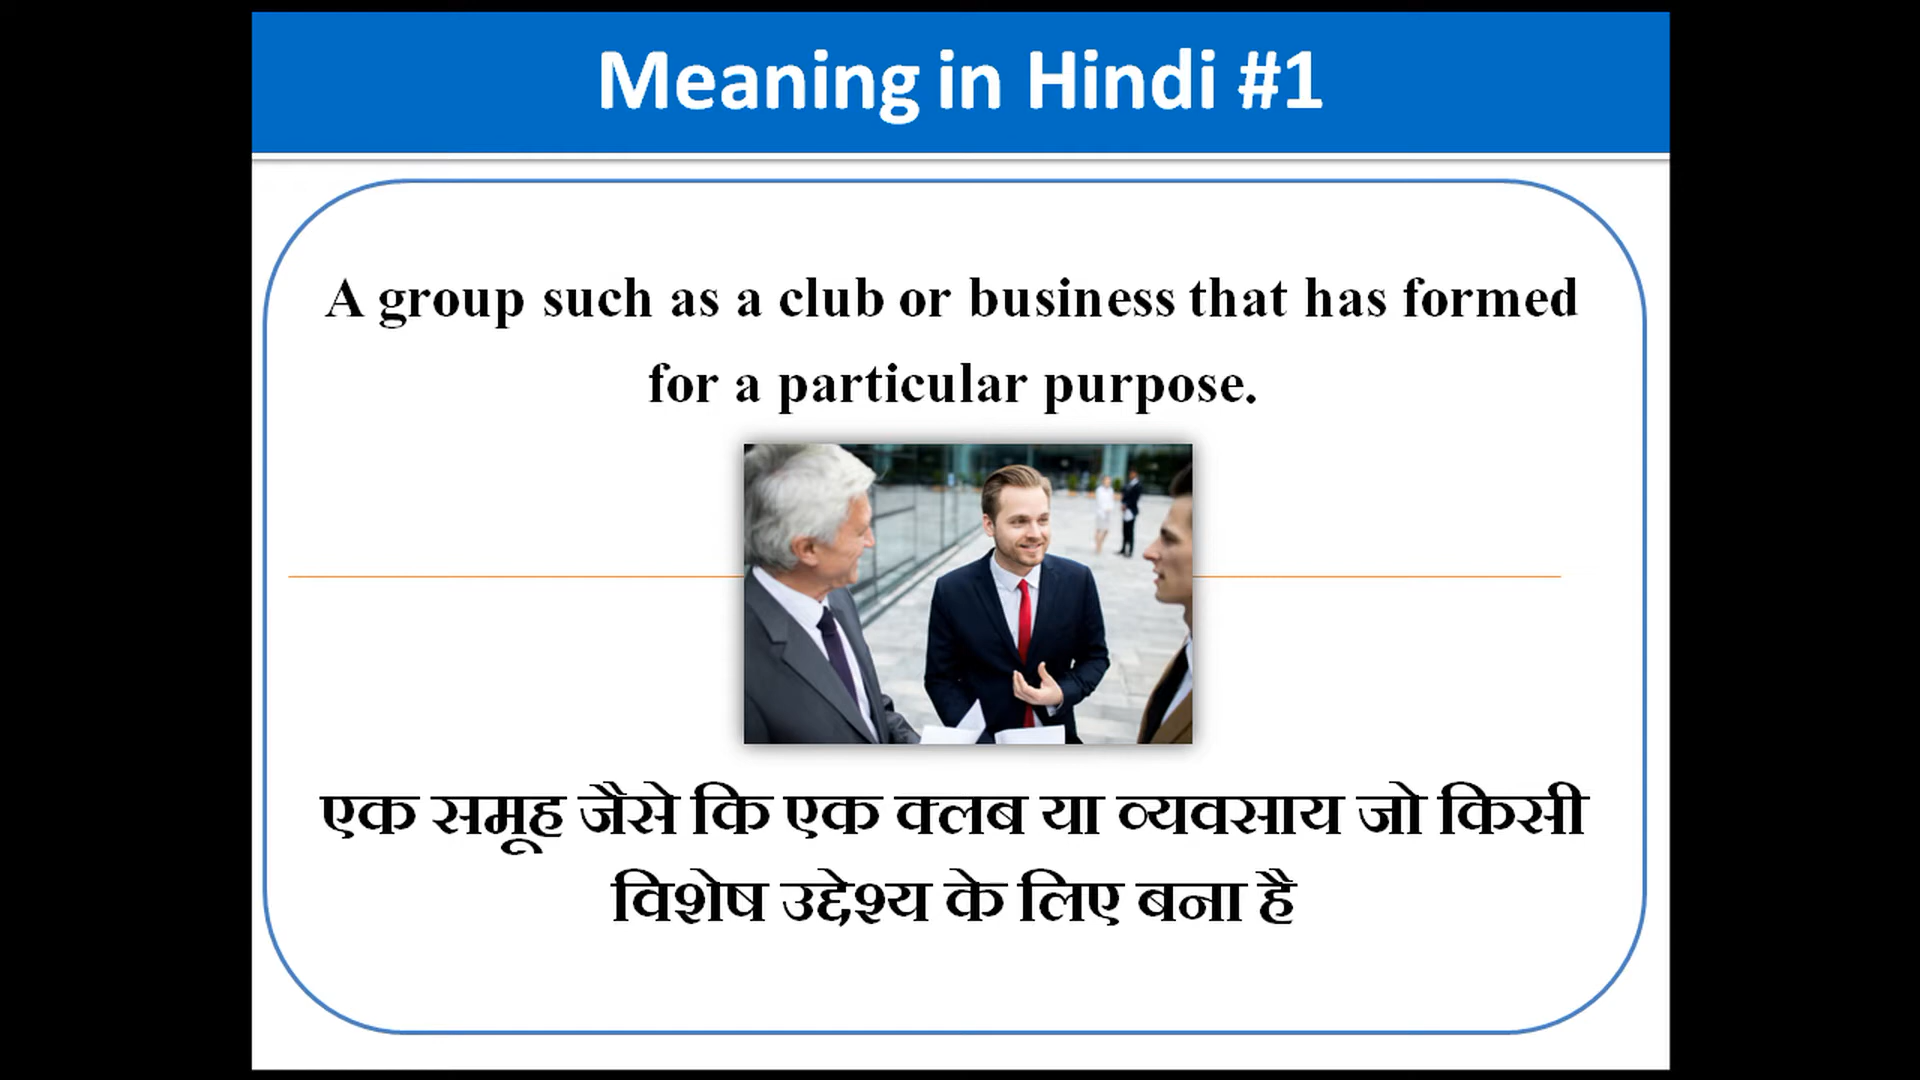 Meaning in Hindi #1
A group such as a club or business that has formed
for a particular purpose.
एक समूह जैसे कि एक क्लब या व्यवसाय जो किसी
विशेष उद्देश्य के लिए बना है